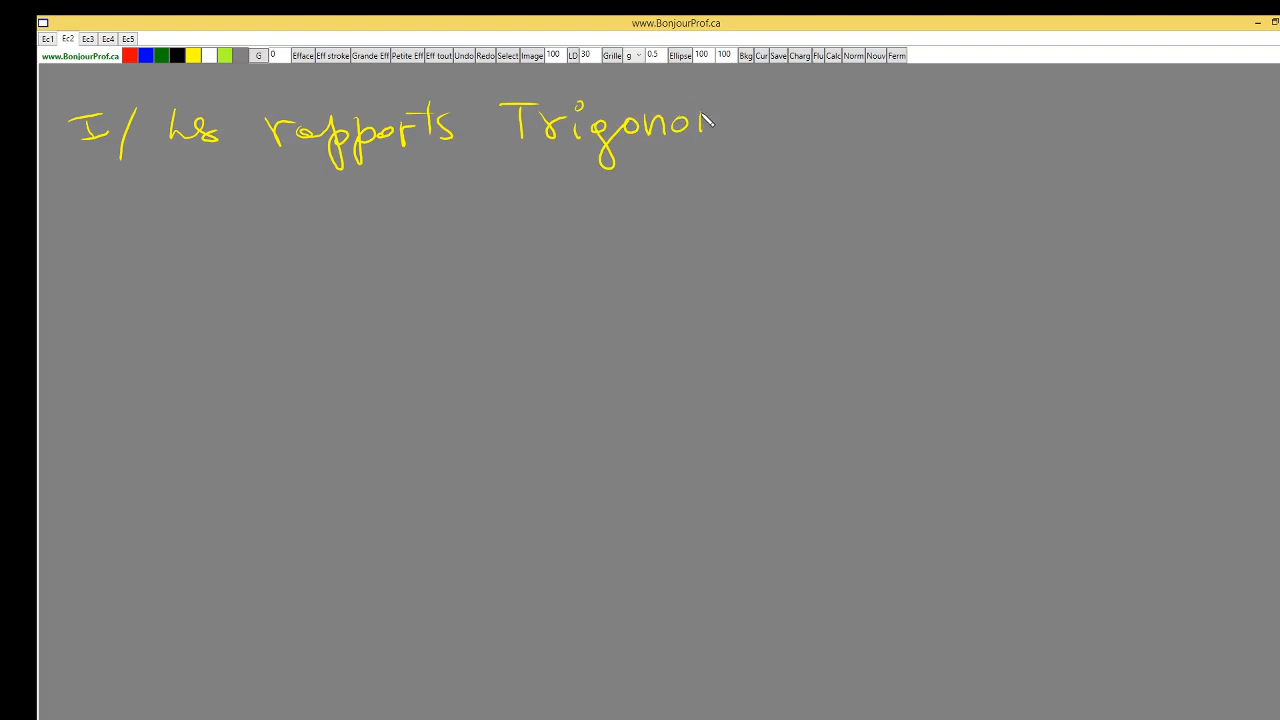 www.BonjourProf.ca
Ec1 Ec2 Ec3 Ec4 Ec5
www.BonjourProf.ca G 0 Efface Eff stroke Grande Eff Petite Eff Eff tout Undo Redo Select Image 100 LD 30 Grille g 0.5 Ellipse 100 100 Bkg Cur Save Charg Flu Calc Norm Nouv Ferm
I/ Les rapports Trigonor